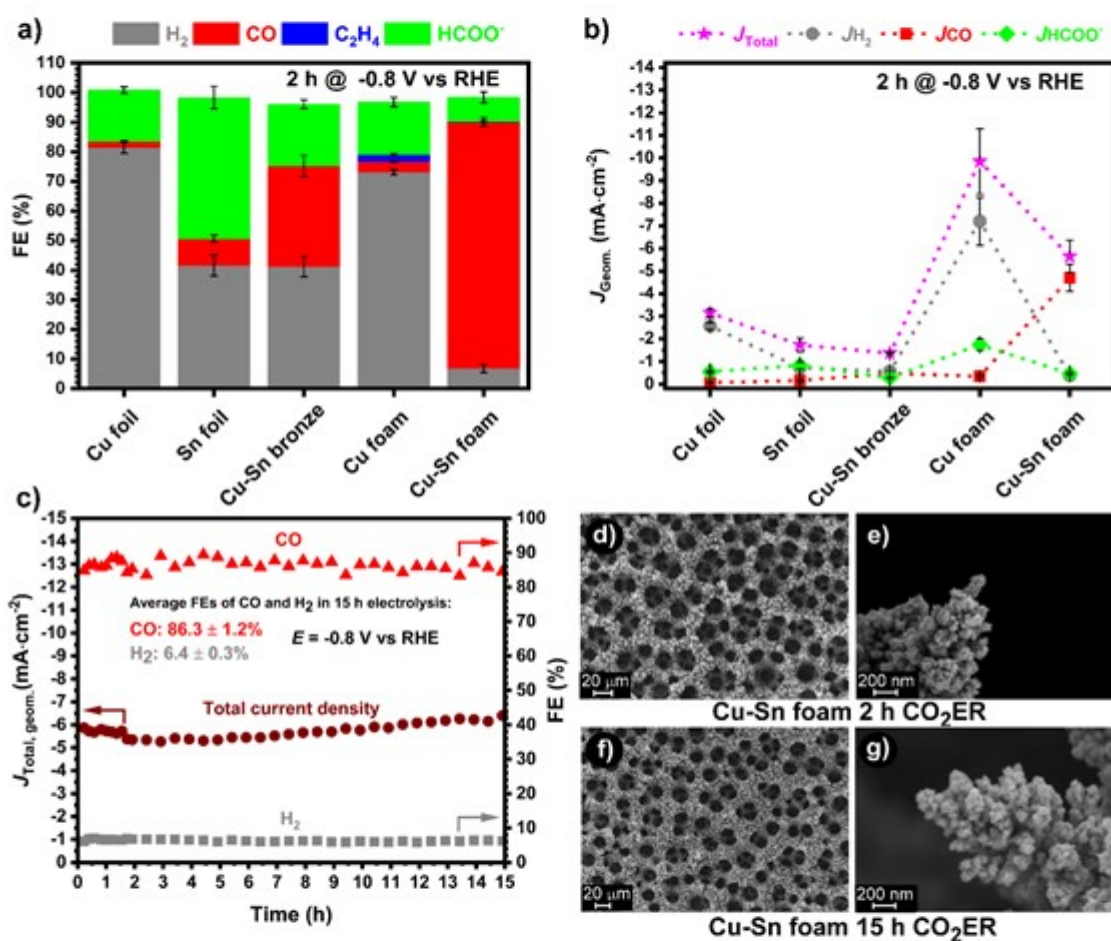 a)
H₂ CO C₂H₄ HCOO⁻
2 h @ -0.8 V vs RHE
FE (%)
110
100
90
80
70
60
50
40
30
20
10
0
Cu foil
Sn foil
Cu-Sn bronze
Cu foam
Cu-Sn foam
b)
J_Total J_H₂ J_CO J_HCOO⁻
2 h @ -0.8 V vs RHE
J_Geom. (mA·cm⁻²)
-14
-13
-12
-11
-10
-9
-8
-7
-6
-5
-4
-3
-2
-1
0
Cu foil
Sn foil
Cu-Sn bronze
Cu foam
Cu-Sn foam
c)
CO
Average FEs of CO and H₂ in 15 h electrolysis:
CO: 86.3 ± 1.2%
E = -0.8 V vs RHE
H₂: 6.4 ± 0.3%
Total current density
H₂
J_Total, geom. (mA·cm⁻²)
-15
-14
-13
-12
-11
-10
-9
-8
-7
-6
-5
-4
-3
-2
-1
0
FE (%)
100
90
80
70
60
50
40
30
20
10
0
0 1 2 3 4 5 6 7 8 9 10 11 12 13 14 15
Time (h)
d)
20 μm
e)
200 nm
Cu-Sn foam 2 h CO₂ER
f)
20 μm
g)
200 nm
Cu-Sn foam 15 h CO₂ER